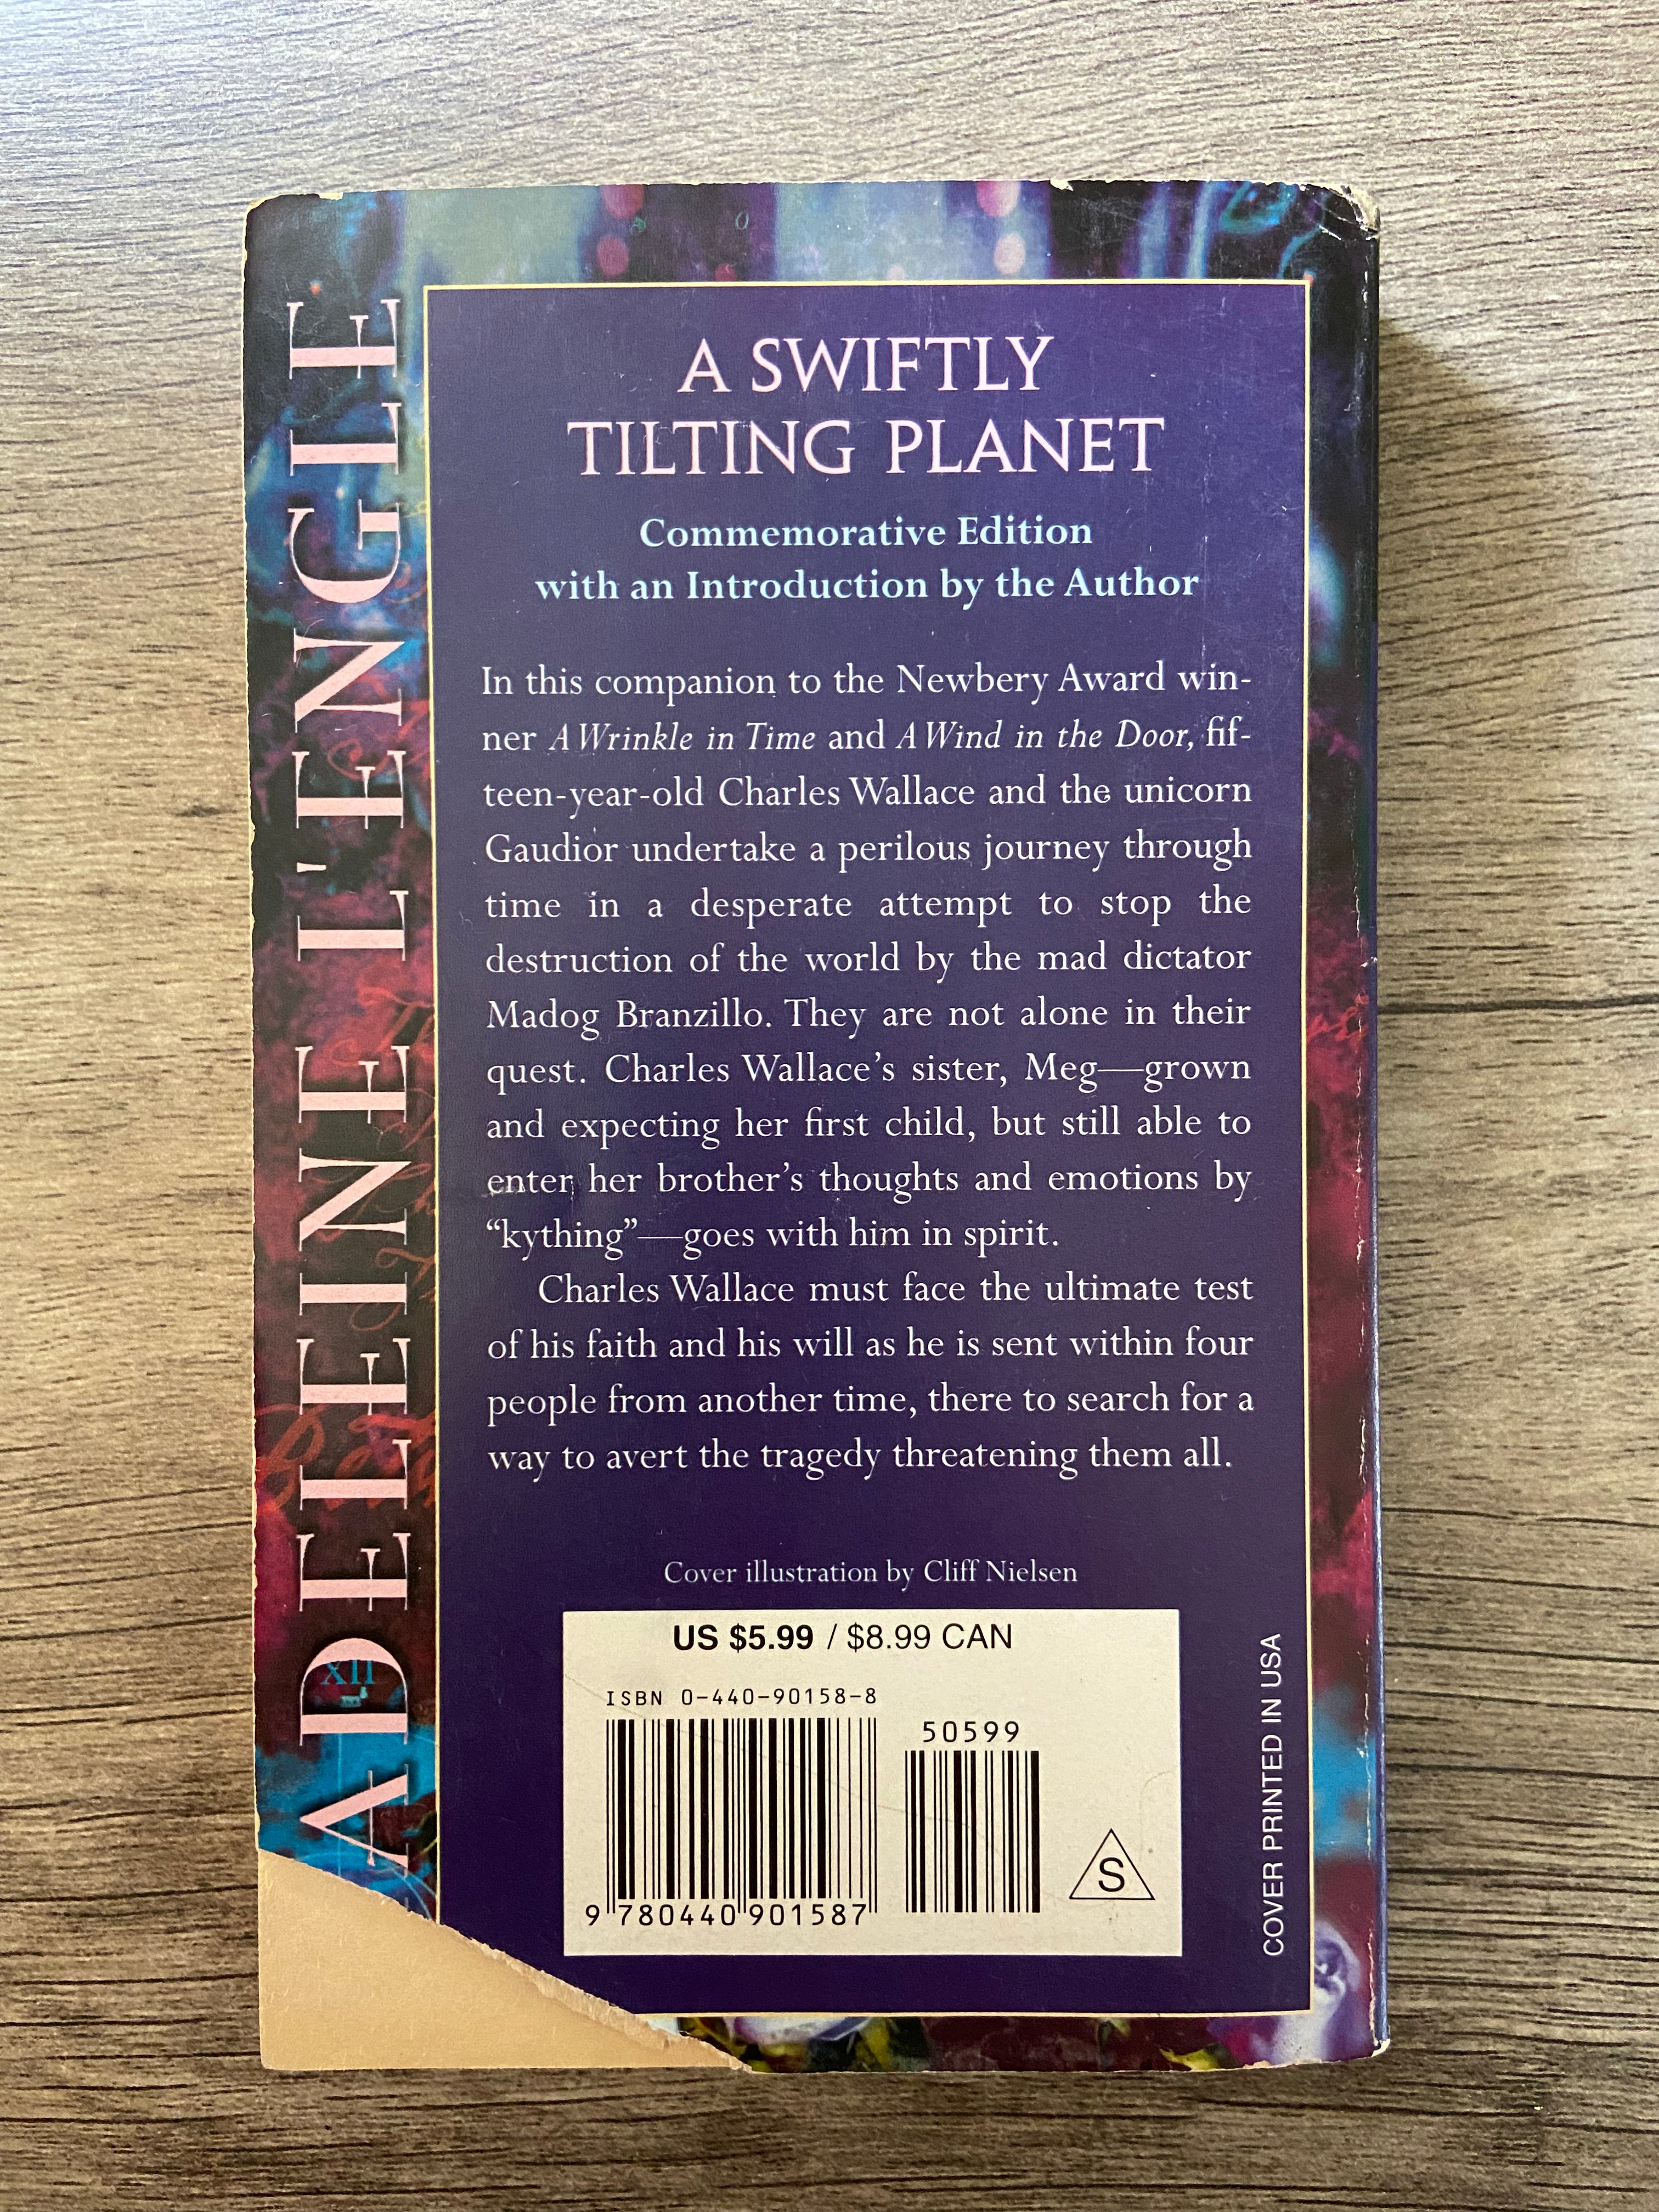 ADELEINE L'ENGLE
A SWIFTLY
TILTING PLANET
Commemorative Edition
with an Introduction by the Author
In this companion to the Newbery Award win-
ner A Wrinkle in Time and A Wind in the Door, fif-
teen-year-old Charles Wallace and the unicorn
Gaudior undertake a perilous journey through
time in a desperate attempt to stop the
destruction of the world by the mad dictator
Madog Branzillo. They are not alone in their
quest. Charles Wallace’s sister, Meg—grown
and expecting her first child, but still able to
enter her brother’s thoughts and emotions by
“kything”—goes with him in spirit.
Charles Wallace must face the ultimate test
of his faith and his will as he is sent within four
people from another time, there to search for a
way to avert the tragedy threatening them all.
Cover illustration by Cliff Nielsen
US $5.99 / $8.99 CAN
ISBN 0-440-90158-8
50599
9 780440 901587
S
COVER PRINTED IN USA
XII